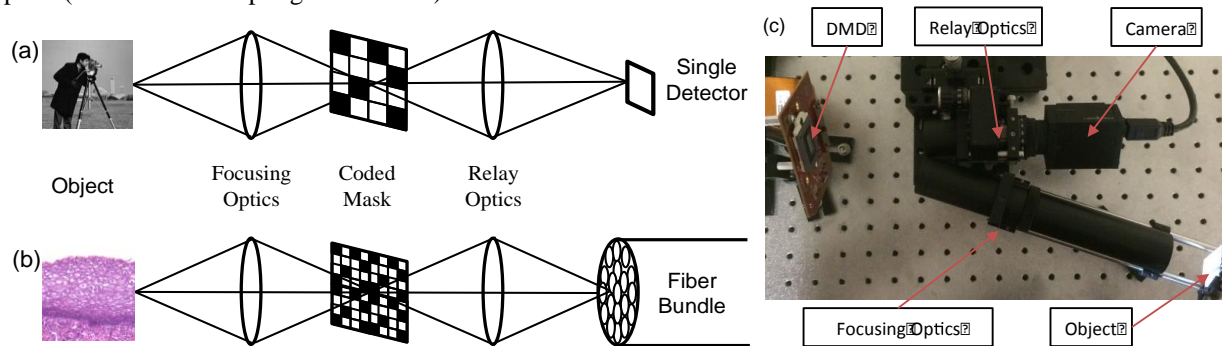 (a)
Object
Focusing
Optics
Coded
Mask
Relay
Optics
Single
Detector
(b)
Fiber
Bundle
(c)
DMD
Relay Optics
Camera
Focusing Optics
Object